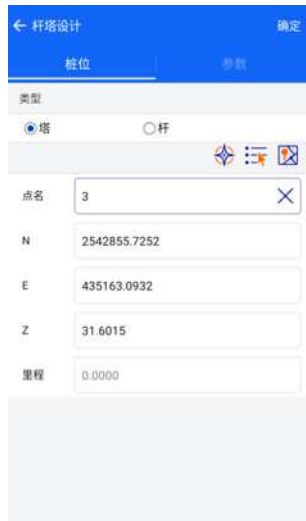 杆塔设计
确定
桩位
参数
类型
塔
杆
点名
3
N
2542855.7252
E
435163.0932
Z
31.6015
里程
0.0000